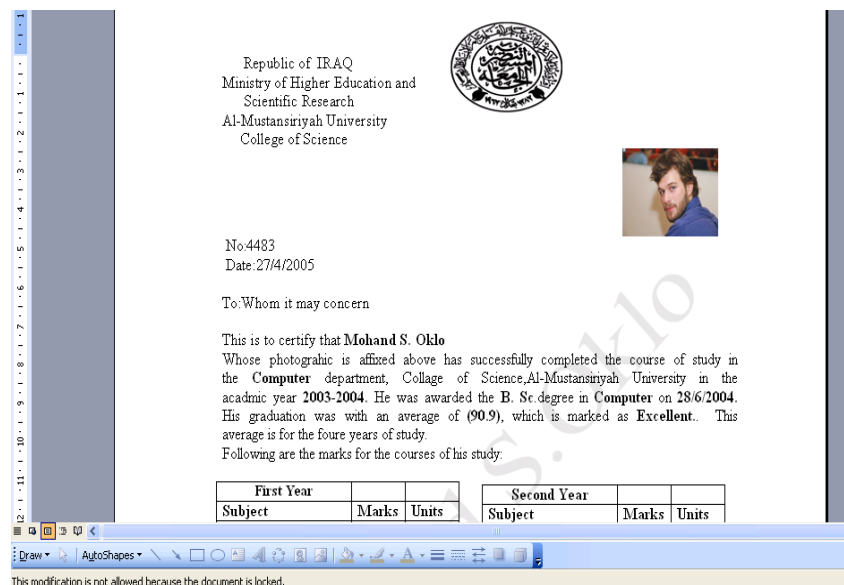 Republic of IRAQ
Ministry of Higher Education and
Scientific Research
Al-Mustansiriyah University
College of Science
No:4483
Date:27/4/2005
To:Whom it may concern
This is to certify that Mohand S. Oklo
Whose photograhic is affixed above has successfully completed the course of study in
the Computer department, Collage of Science,Al-Mustansiriyah University in the
acadmic year 2003-2004. He was awarded the B. Sc.degree in Computer on 28/6/2004.
His graduation was with an average of (90.9), which is marked as Excellent.. This
average is for the foure years of study.
Following are the marks for the courses of his study:
First Year
Subject Marks Units
Second Year
Subject Marks Units
S.Oklo
Draw AutoShapes
This modification is not allowed because the document is locked.